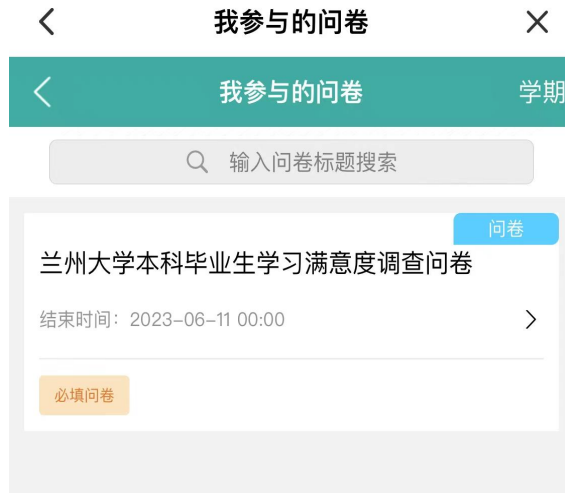 我参与的问卷
我参与的问卷 学期
输入问卷标题搜索
问卷
兰州大学本科毕业生学习满意度调查问卷
结束时间：2023-06-11 00:00
必填问卷